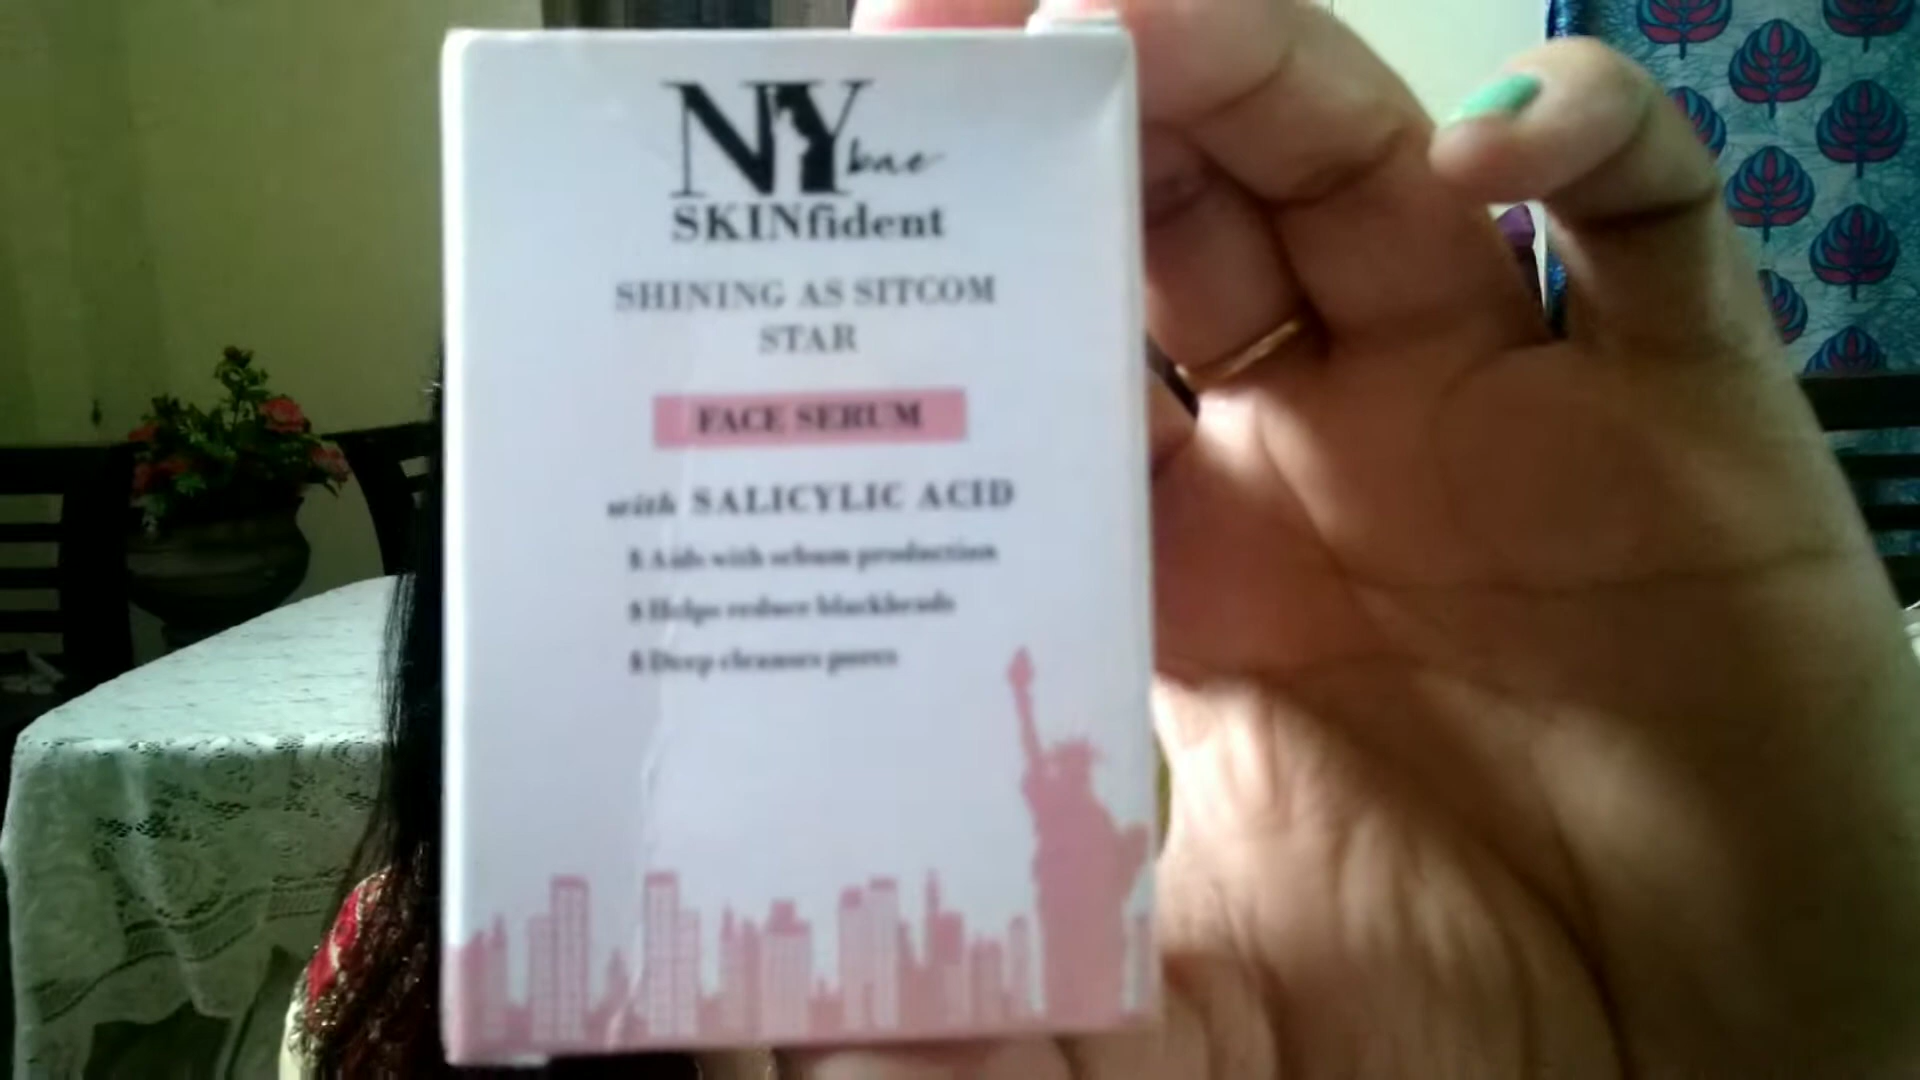 NY bae
SKINfident
SHINING AS SITCOM
STAR
FACE SERUM
with SALICYLIC ACID
$ Aids with sebum production
$ Helps reduce blackheads
$ Deep cleanses pores